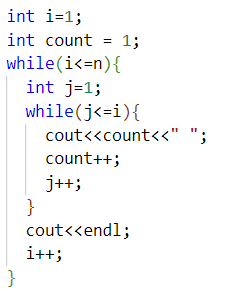 int i=1;
int count = 1;
while(i<=n){
  int j=1;
  while(j<=i){
    cout<<count<<" ";
    count++;
    j++;
  }
  cout<<endl;
  i++;
}